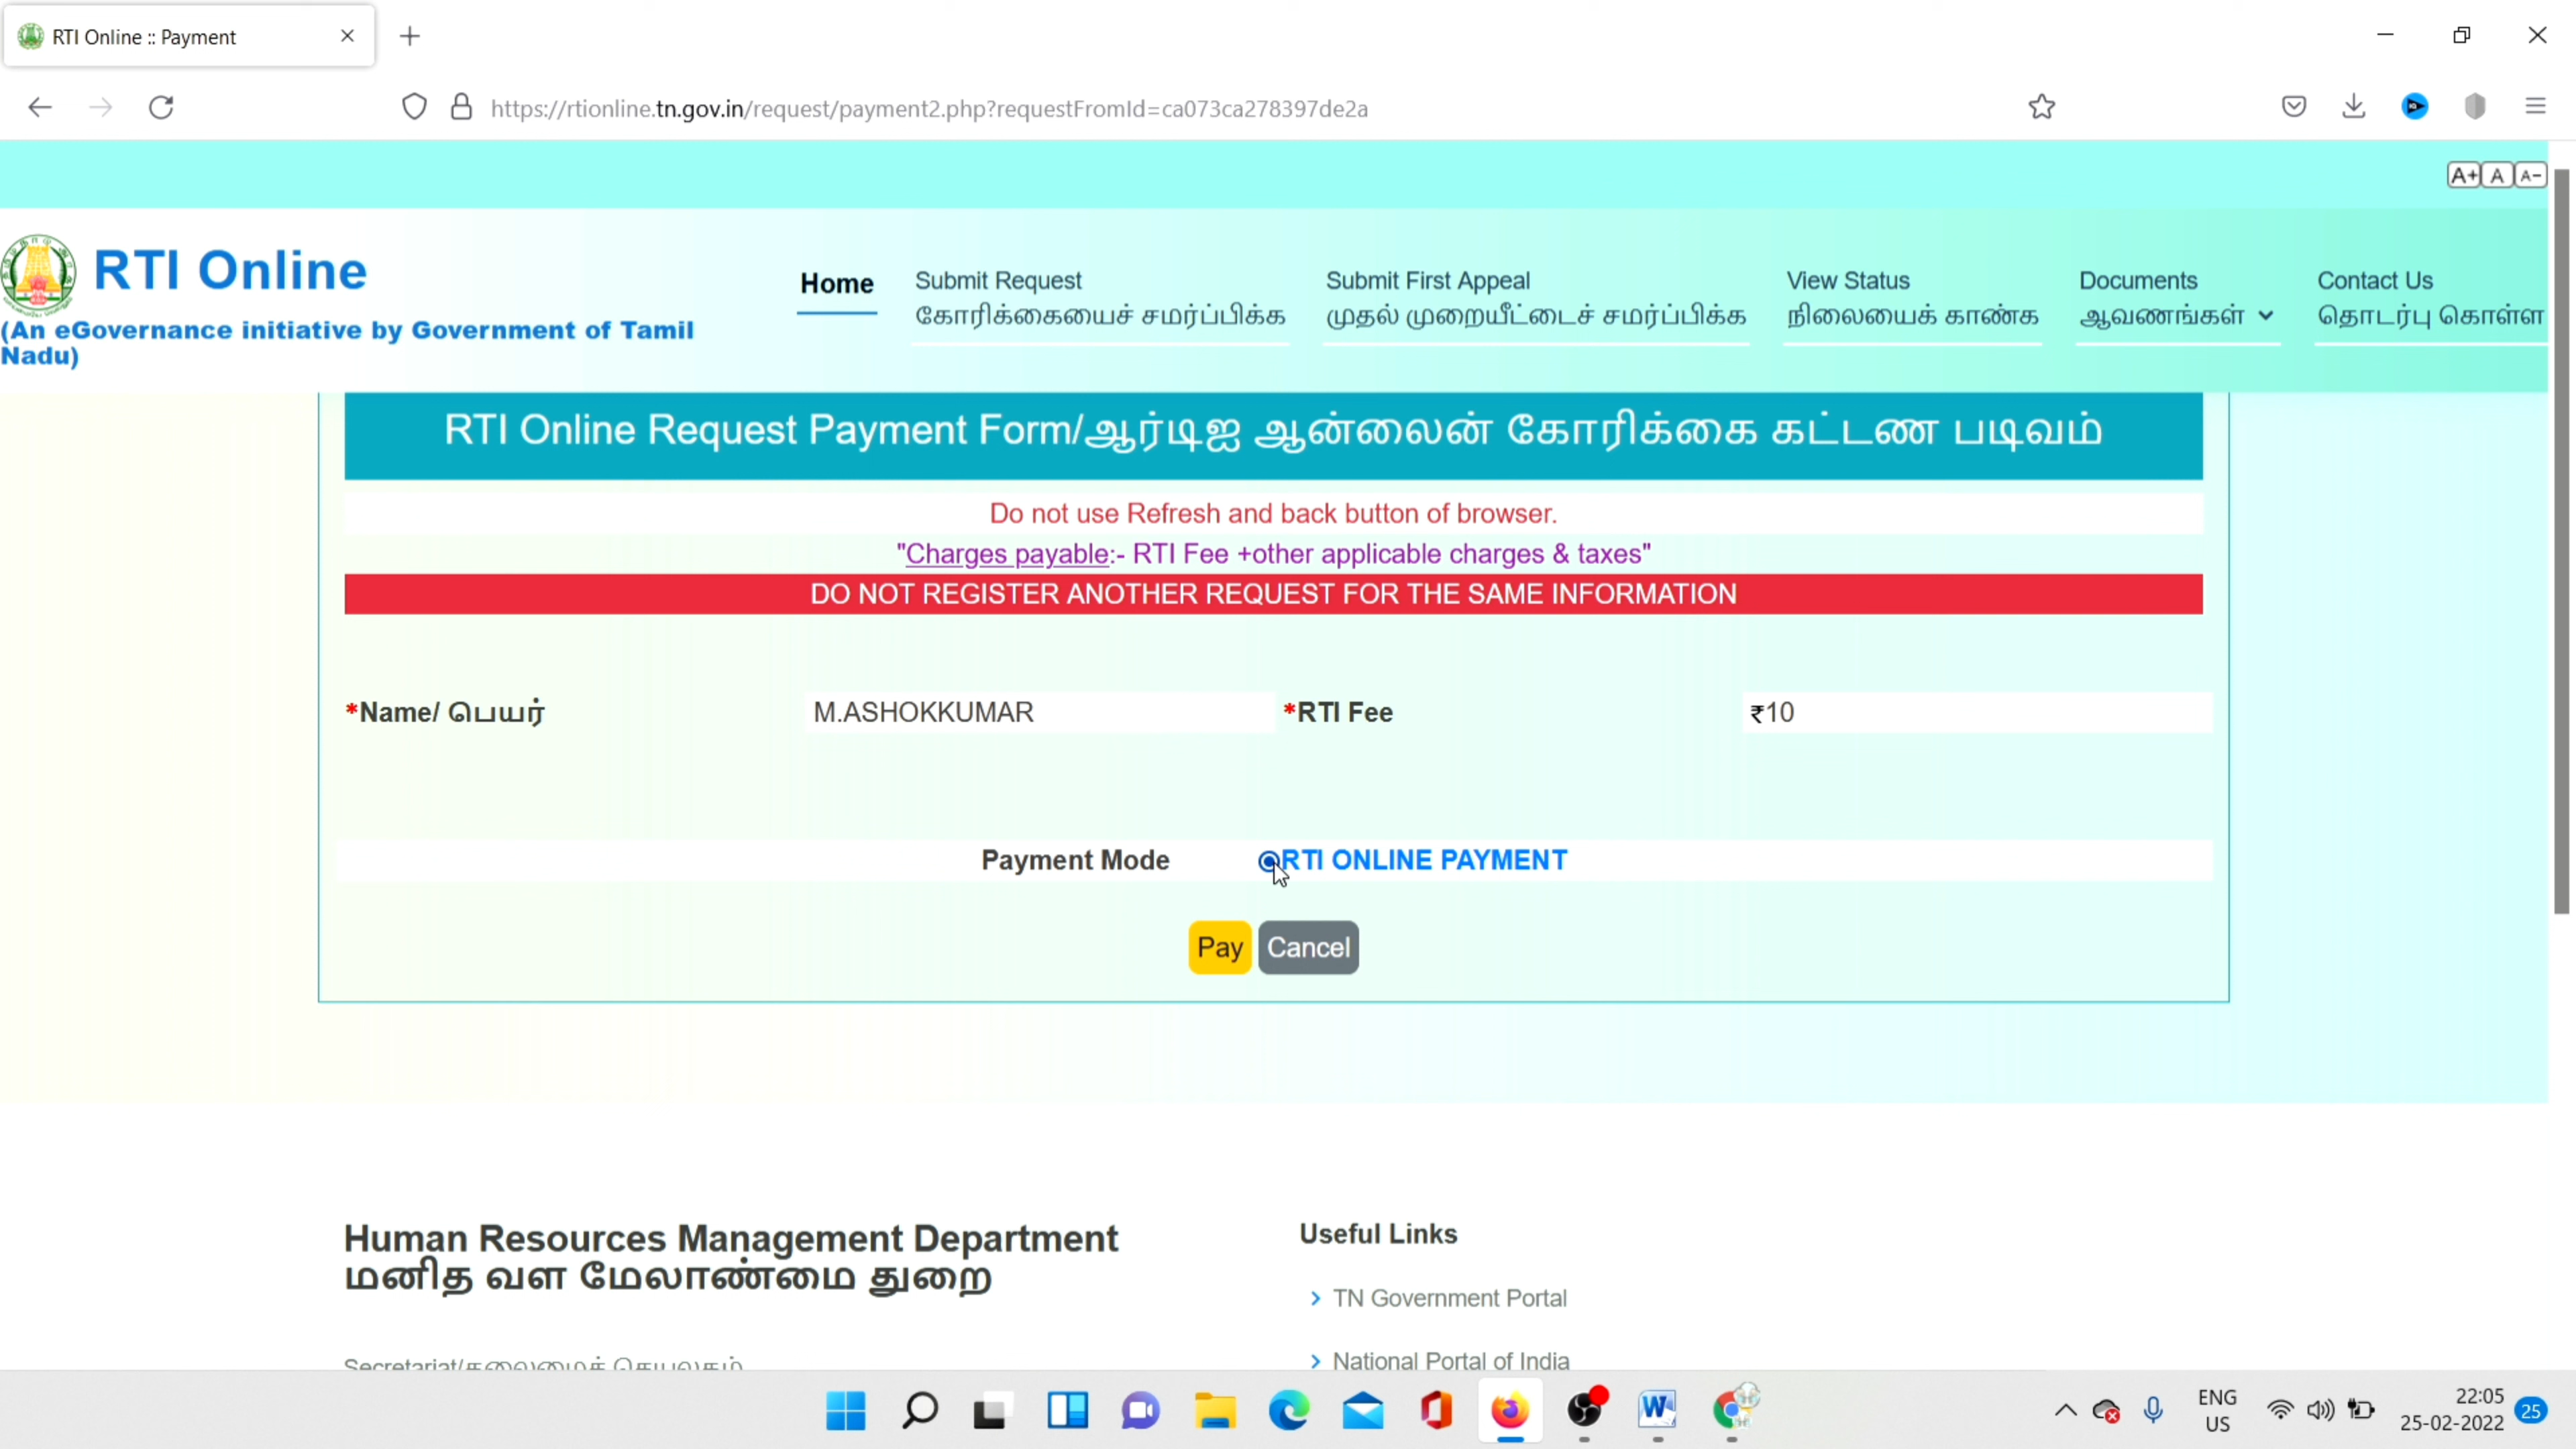 RTI Online :: Payment
https://rtionline.tn.gov.in/request/payment2.php?requestFromId=ca073ca278397de2a
A+ A A-
RTI Online
(An eGovernance initiative by Government of Tamil
Nadu)
Home
Submit Request
கோரிக்கையைச் சமர்ப்பிக்க
Submit First Appeal
முதல் முறையீட்டைச் சமர்ப்பிக்க
View Status
நிலையைக் காண்க
Documents
ஆவணங்கள்
Contact Us
தொடர்பு கொள்ள
RTI Online Request Payment Form/ஆர்டிஐ ஆன்லைன் கோரிக்கை கட்டண படிவம்
Do not use Refresh and back button of browser.
"Charges payable:- RTI Fee +other applicable charges & taxes"
DO NOT REGISTER ANOTHER REQUEST FOR THE SAME INFORMATION
*Name/ பெயர் M.ASHOKKUMAR *RTI Fee ₹10
Payment Mode RTI ONLINE PAYMENT
Pay Cancel
Human Resources Management Department
மனித வள மேலாண்மை துறை
Secretariat/தலைமைச் செயலகம்
Useful Links
TN Government Portal
National Portal of India
ENG
US
22:05
25-02-2022
25